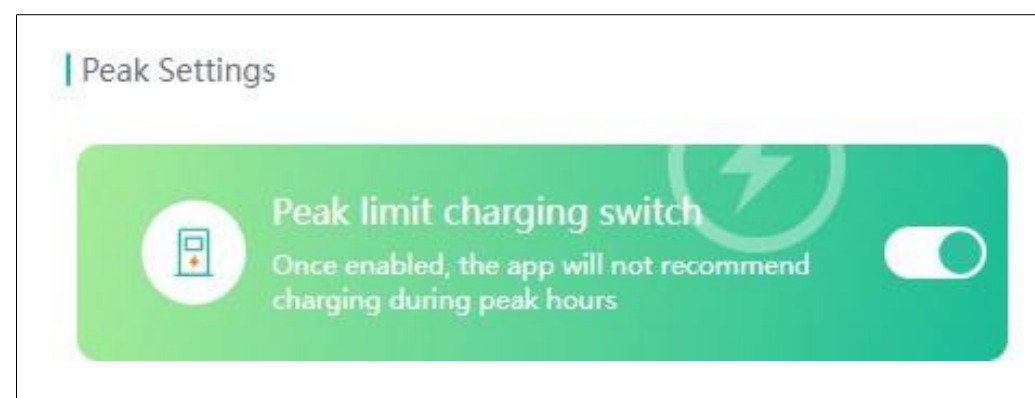 Peak Settings
Peak limit charging switch
Once enabled, the app will not recommend
charging during peak hours